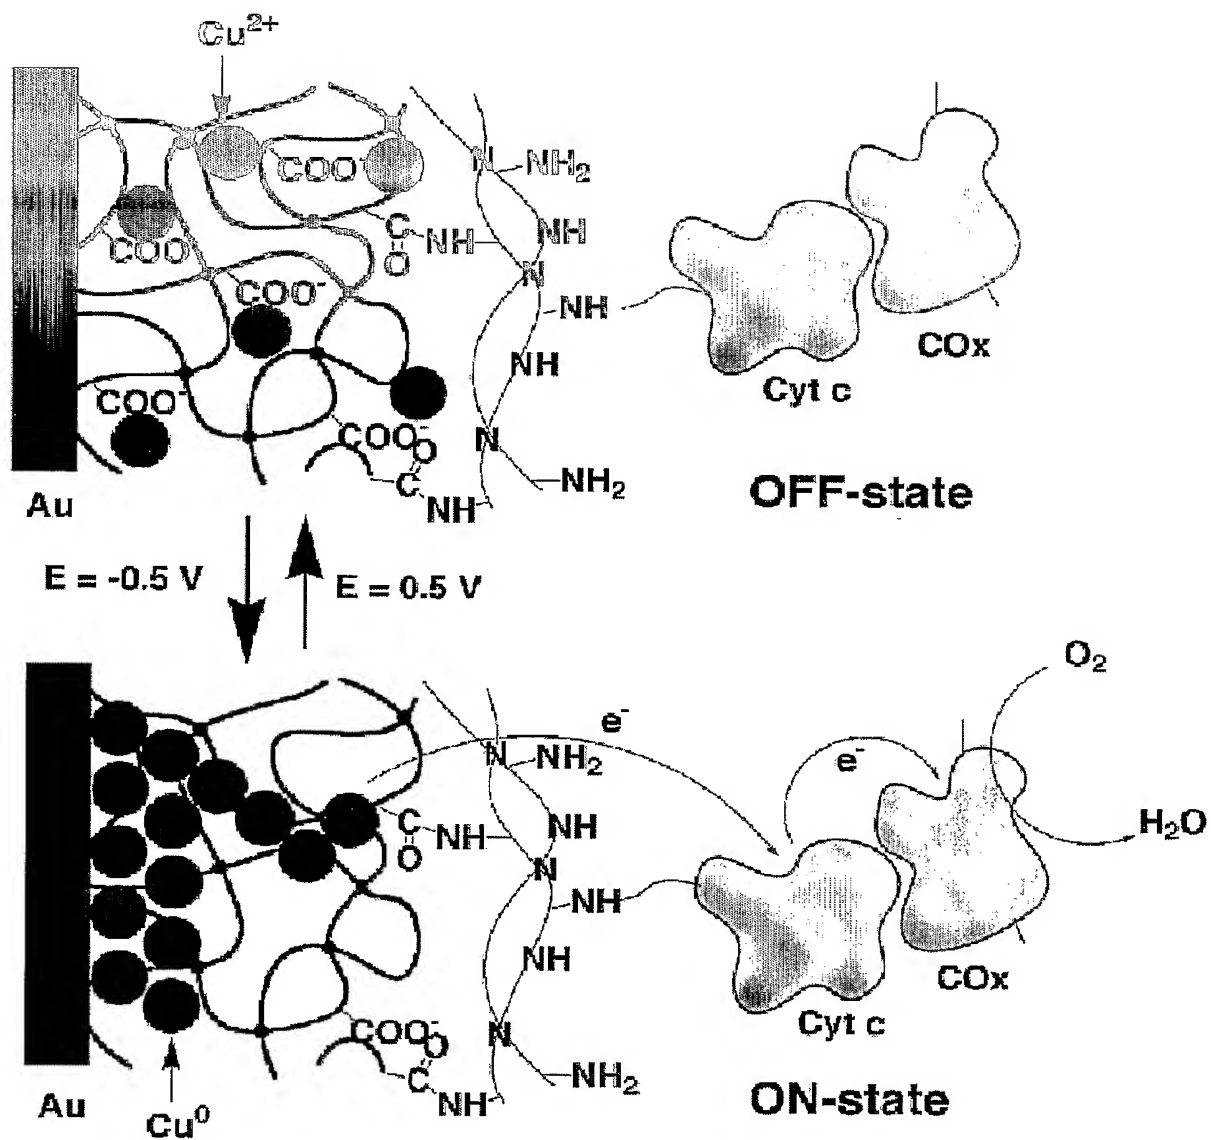 Cu2+
COO-
N
NH2
COO
C
O
NH
NH
N
COO-
NH
COx
NH
Cyt c
COO-
COO-
O
N
C
NH2
NH
OFF-state
Au
E = -0.5 V
E = 0.5 V
O2
e-
N
NH2
e-
C
NH
NH
H2O
O
N
NH
NH
COx
COO-
O
N
Cyt c
C
NH2
NH
ON-state
Au
Cu0